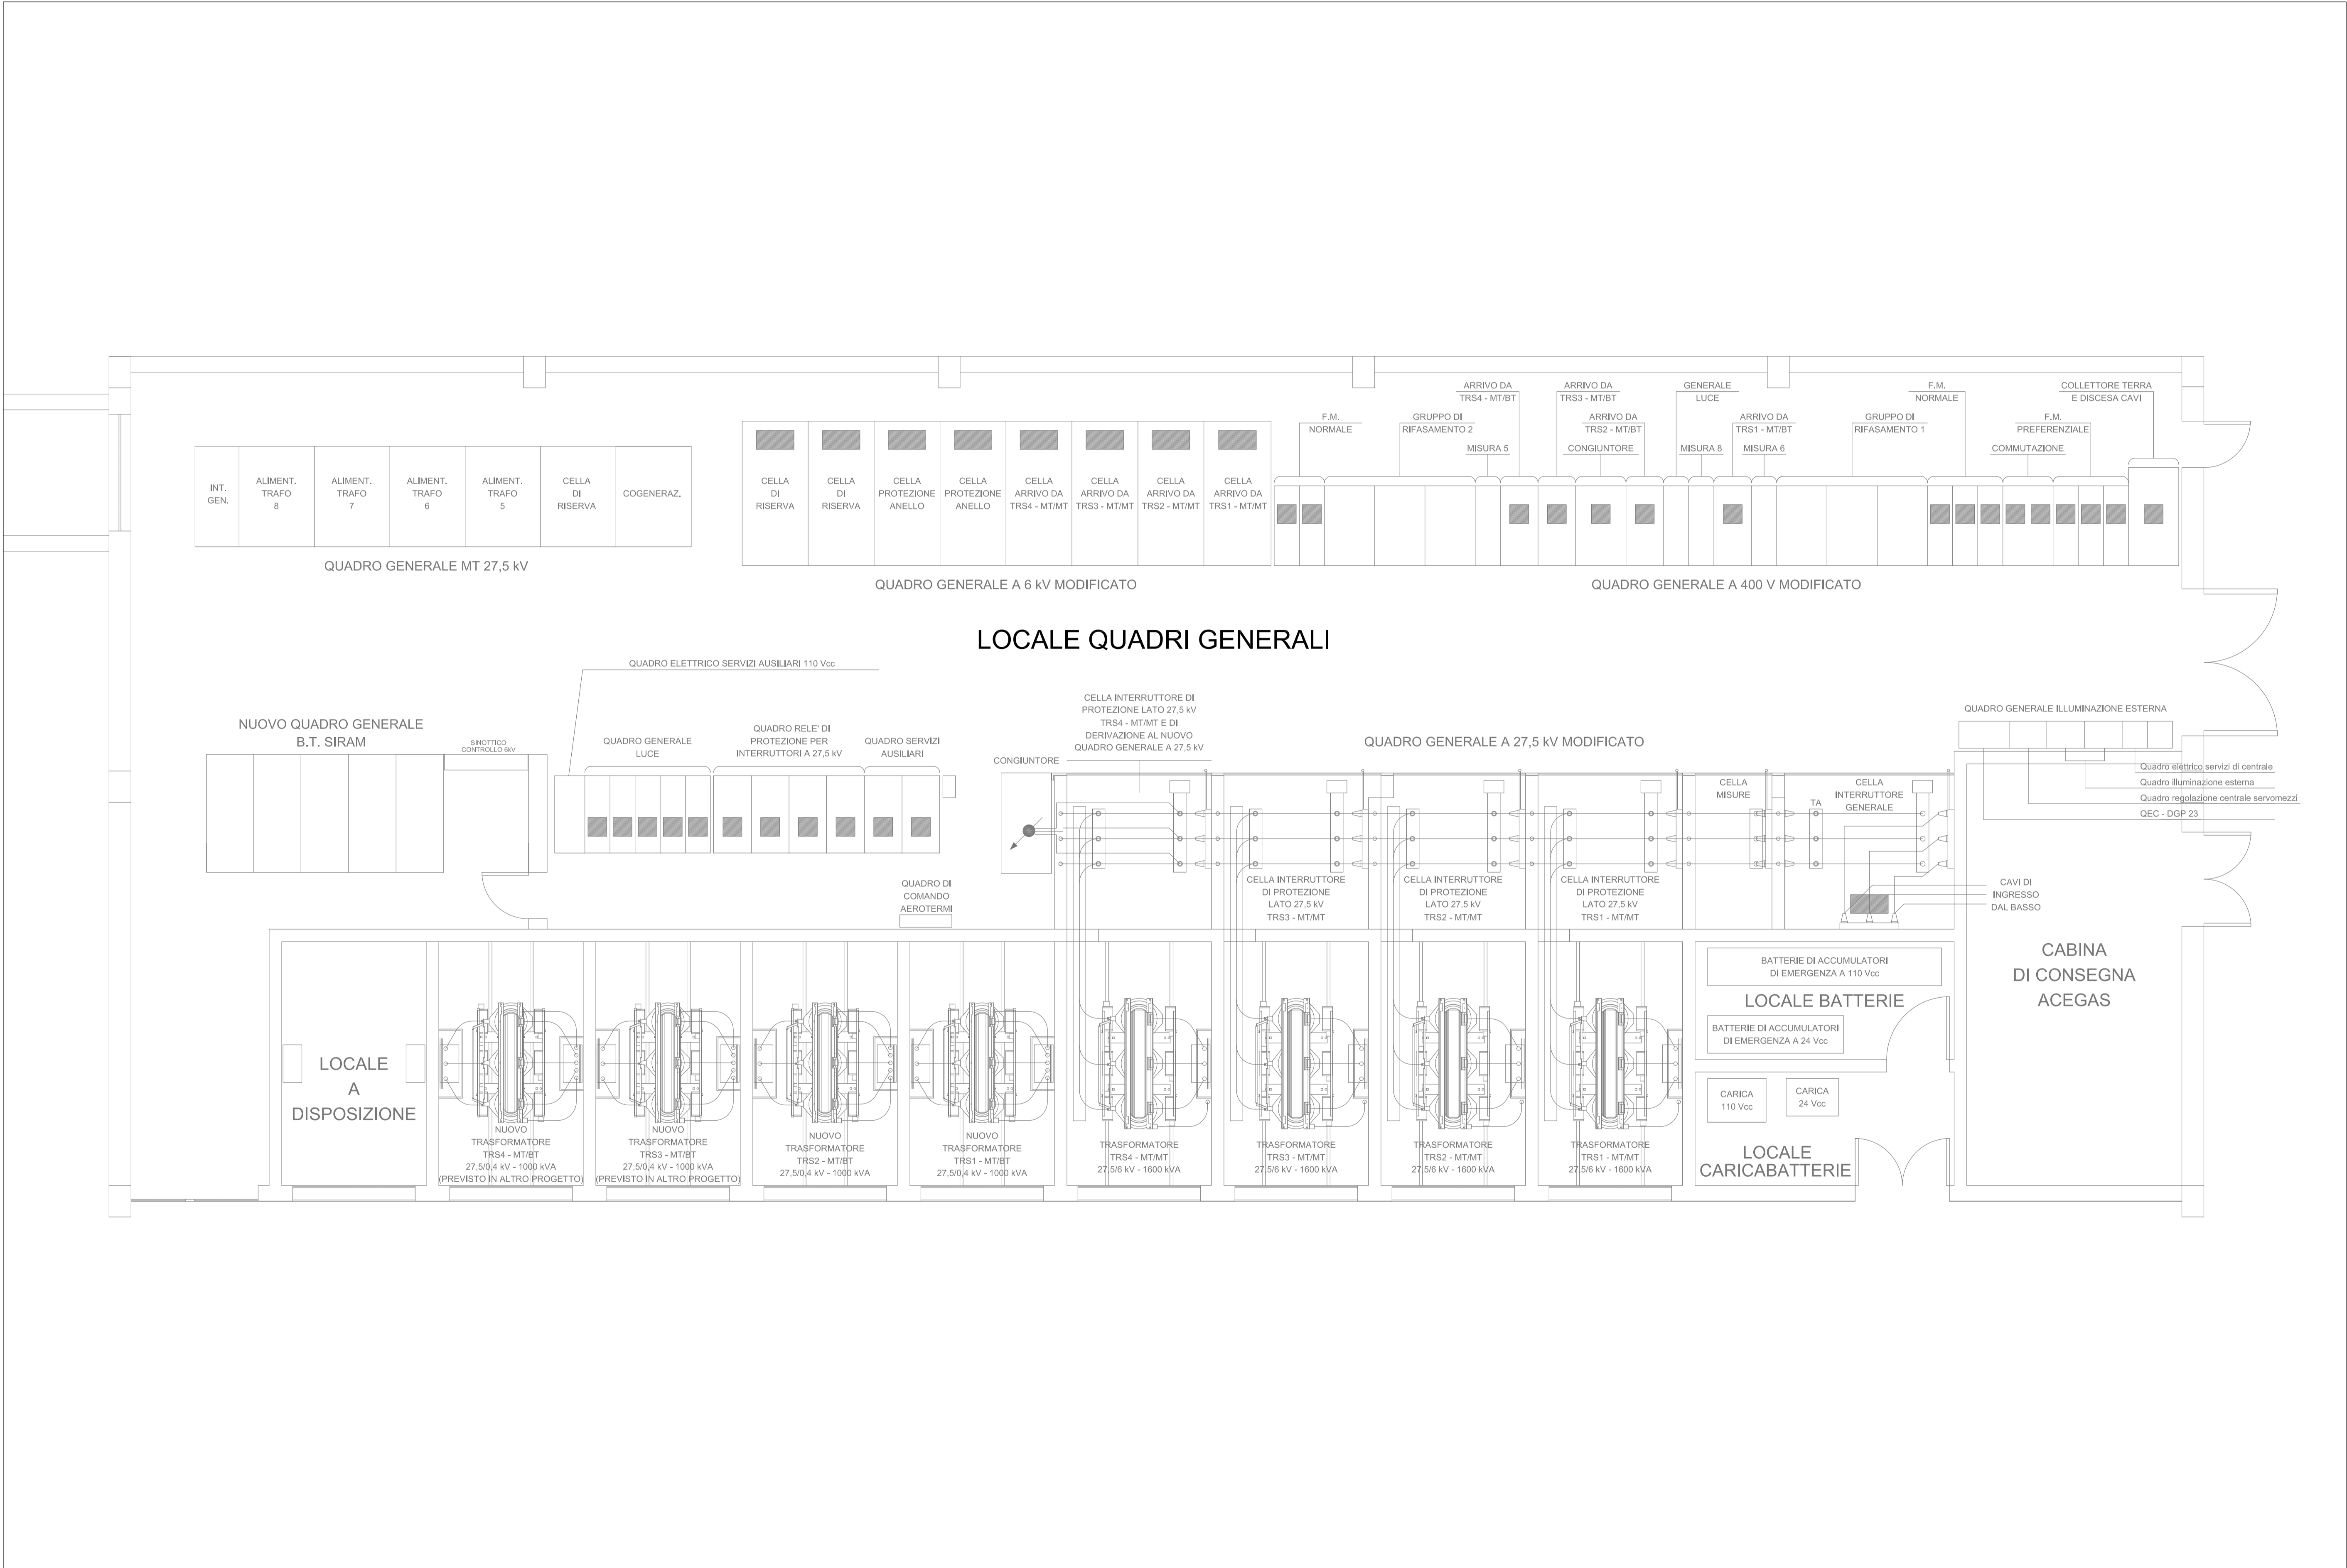 ARRIVO DA
TRS4 - MT/BT
ARRIVO DA
TRS3 - MT/BT
GENERALE
LUCE
F.M.
NORMALE
COLLETTORE TERRA
E DISCESA CAVI
F.M.
NORMALE
GRUPPO DI
RIFASAMENTO 2
ARRIVO DA
TRS2 - MT/BT
ARRIVO DA
TRS1 - MT/BT
GRUPPO DI
RIFASAMENTO 1
F.M.
PREFERENZIALE
MISURA 5
CONGIUNTORE
MISURA 8
MISURA 6
COMMUTAZIONE
INT.
GEN.
ALIMENT.
TRAFO
8
ALIMENT.
TRAFO
7
ALIMENT.
TRAFO
6
ALIMENT.
TRAFO
5
CELLA
DI
RISERVA
COGENERAZ.
CELLA
DI
RISERVA
CELLA
DI
RISERVA
CELLA
PROTEZIONE
ANELLO
CELLA
PROTEZIONE
ANELLO
CELLA
ARRIVO DA
TRS4 - MT/MT
CELLA
ARRIVO DA
TRS3 - MT/MT
CELLA
ARRIVO DA
TRS2 - MT/MT
CELLA
ARRIVO DA
TRS1 - MT/MT
QUADRO GENERALE MT 27,5 kV
QUADRO GENERALE A 6 kV MODIFICATO
QUADRO GENERALE A 400 V MODIFICATO
LOCALE QUADRI GENERALI
QUADRO ELETTRICO SERVIZI AUSILIARI 110 Vcc
NUOVO QUADRO GENERALE
B.T. SIRAM
SINOTTICO
CONTROLLO 6kV
QUADRO GENERALE
LUCE
QUADRO RELE' DI
PROTEZIONE PER
INTERRUTTORI A 27,5 kV
QUADRO SERVIZI
AUSILIARI
CELLA INTERRUTTORE DI
PROTEZIONE LATO 27,5 kV
TRS4 - MT/MT E DI
DERIVAZIONE AL NUOVO
QUADRO GENERALE A 27,5 kV
CONGIUNTORE
QUADRO GENERALE A 27,5 kV MODIFICATO
QUADRO GENERALE ILLUMINAZIONE ESTERNA
Quadro elettrico servizi di centrale
Quadro illuminazione esterna
Quadro regolazione centrale servomezzi
QEC - DGP 23
CELLA
MISURE
TA
CELLA
INTERRUTTORE
GENERALE
QUADRO DI
COMANDO
AEROTERMI
CELLA INTERRUTTORE
DI PROTEZIONE
LATO 27,5 kV
TRS3 - MT/MT
CELLA INTERRUTTORE
DI PROTEZIONE
LATO 27,5 kV
TRS2 - MT/MT
CELLA INTERRUTTORE
DI PROTEZIONE
LATO 27,5 kV
TRS1 - MT/MT
CAVI DI
INGRESSO
DAL BASSO
CABINA
DI CONSEGNA
ACEGAS
BATTERIE DI ACCUMULATORI
DI EMERGENZA A 110 Vcc
LOCALE BATTERIE
BATTERIE DI ACCUMULATORI
DI EMERGENZA A 24 Vcc
CARICA
110 Vcc
CARICA
24 Vcc
LOCALE
CARICABATTERIE
LOCALE
A
DISPOSIZIONE
NUOVO
TRASFORMATORE
TRS4 - MT/BT
27,5/0,4 kV - 1000 kVA
(PREVISTO IN ALTRO PROGETTO)
NUOVO
TRASFORMATORE
TRS3 - MT/BT
27,5/0,4 kV - 1000 kVA
(PREVISTO IN ALTRO PROGETTO)
NUOVO
TRASFORMATORE
TRS2 - MT/BT
27,5/0,4 kV - 1000 kVA
NUOVO
TRASFORMATORE
TRS1 - MT/BT
27,5/0,4 kV - 1000 kVA
TRASFORMATORE
TRS4 - MT/MT
27,5/6 kV - 1600 kVA
TRASFORMATORE
TRS3 - MT/MT
27,5/6 kV - 1600 kVA
TRASFORMATORE
TRS2 - MT/MT
27,5/6 kV - 1600 kVA
TRASFORMATORE
TRS1 - MT/MT
27,5/6 kV - 1600 kVA